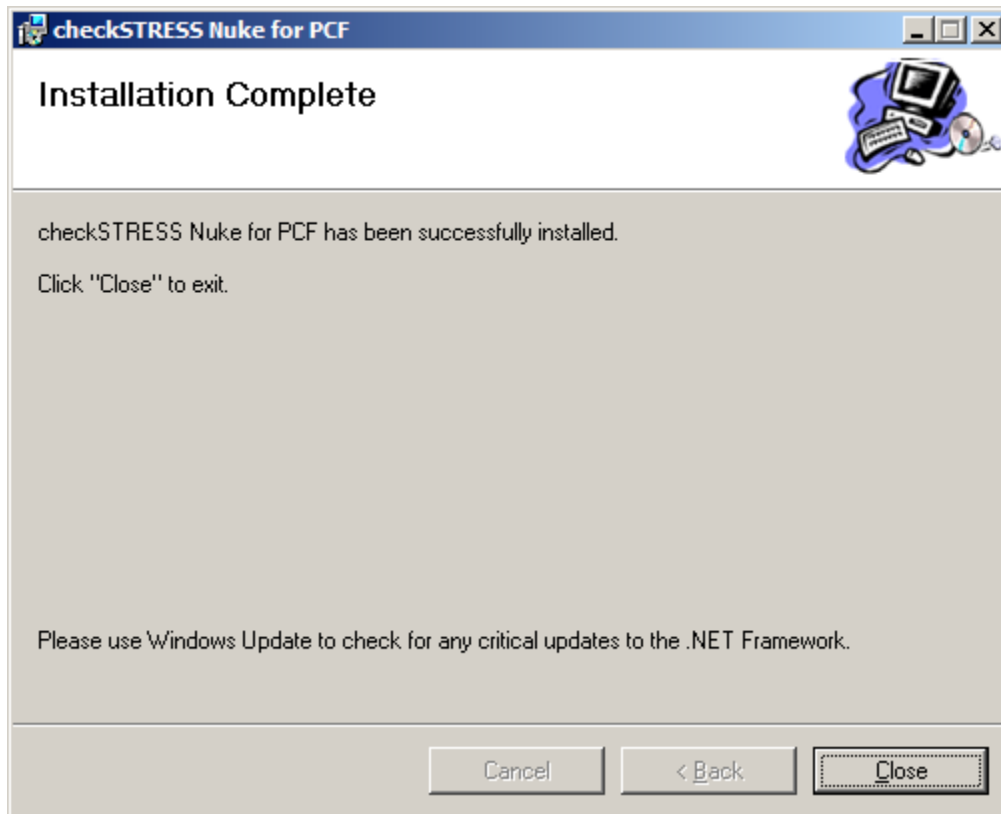 checkSTRESS Nuke for PCF
Installation Complete
checkSTRESS Nuke for PCF has been successfully installed.
Click "Close" to exit.
Please use Windows Update to check for any critical updates to the .NET Framework.
Cancel
< Back
Close